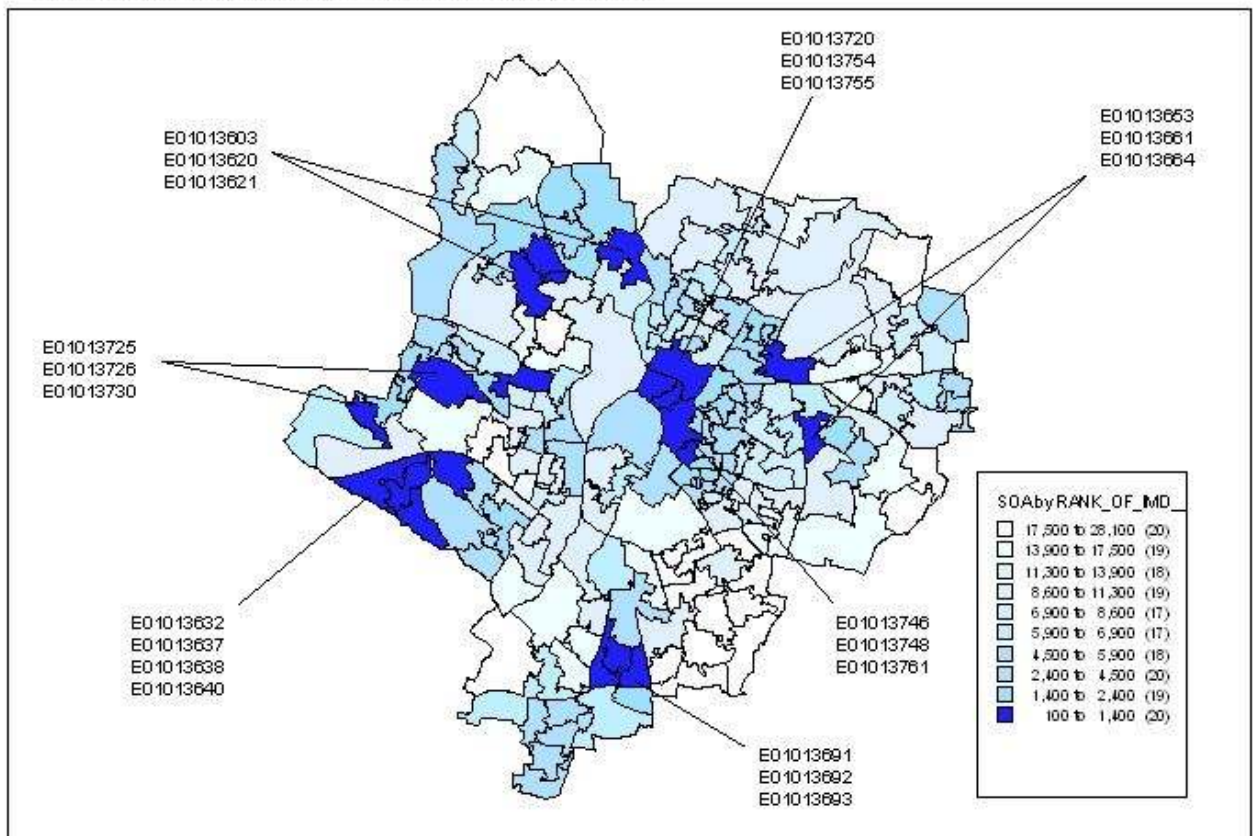 E01013720
E01013754
E01013755
E01013653
E01013661
E01013664
E01013603
E01013620
E01013621
E01013725
E01013726
E01013730
E01013632
E01013637
E01013638
E01013640
E01013746
E01013748
E01013761
E01013691
E01013692
E01013693
SOAbyRANK_OF_IMD_
17,500 to 28,100 (20)
13,900 to 17,500 (19)
11,300 to 13,900 (18)
8,600 to 11,300 (19)
6,900 to 8,600 (17)
5,900 to 6,900 (17)
4,500 to 5,900 (18)
2,400 to 4,500 (20)
1,400 to 2,400 (19)
100 to 1,400 (20)